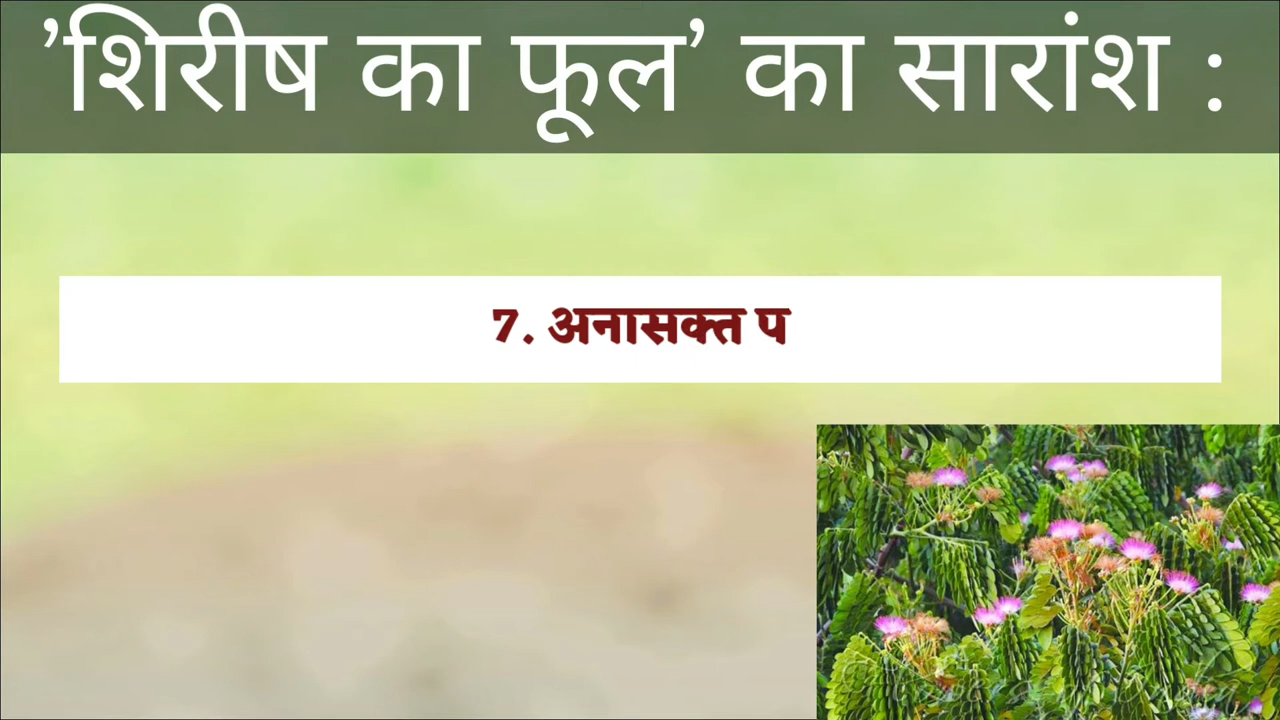 ’शिरीष का फूल’ का सारांश :
7. अनासक्त प